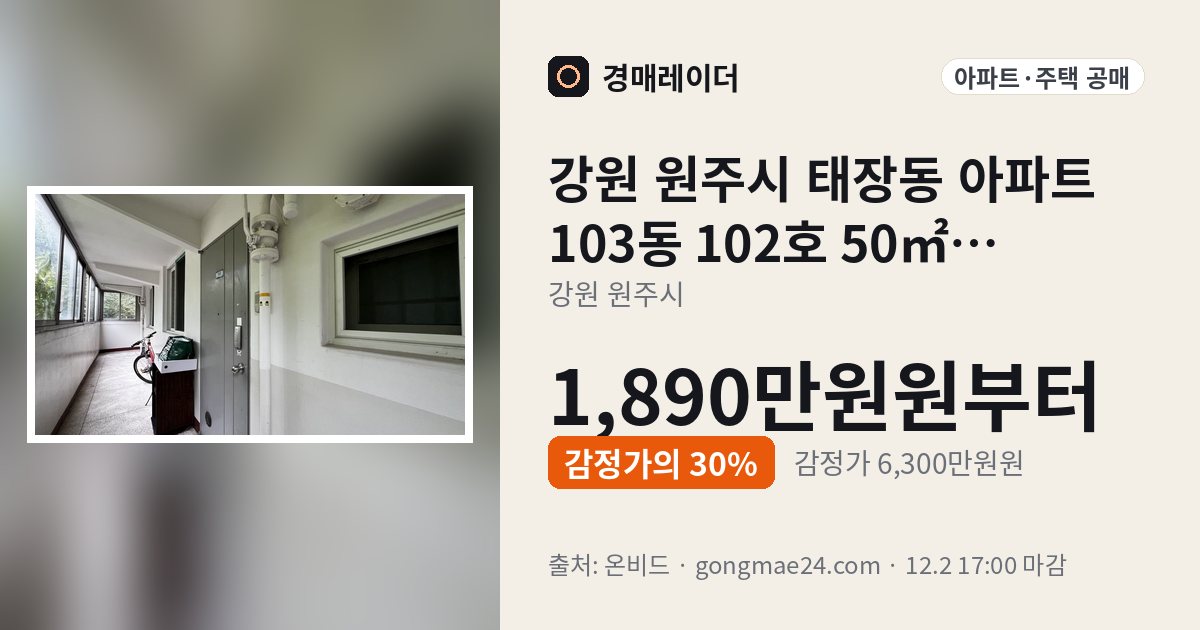 경매레이더
아파트·주택 공매
강원 원주시 태장동 아파트
103동 102호 50㎡…
강원 원주시
1,890만원원부터
감정가의 30%
감정가 6,300만원원
출처: 온비드 · gongmae24.com · 12.2 17:00 마감